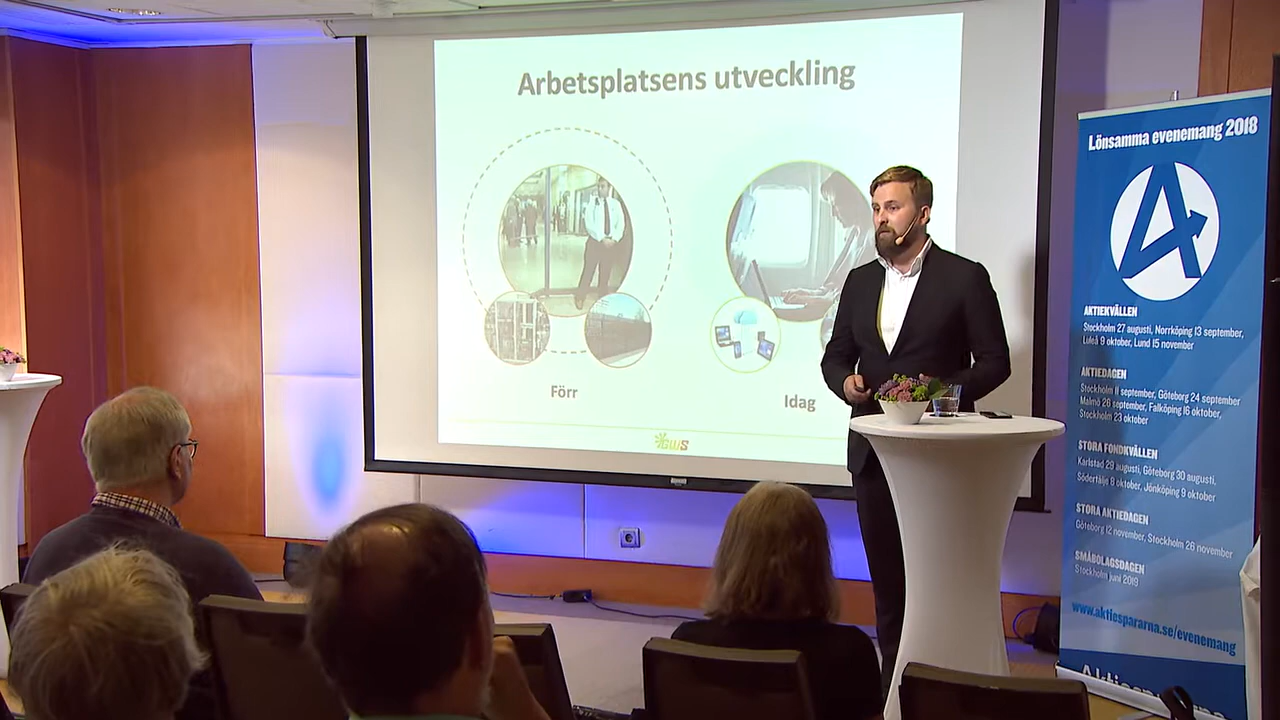 Arbetsplatsens utveckling
Förr
Idag
GWS
Lönsamma evenemang 2018
AKTIEKVÄLLEN
Stockholm 27 augusti, Norrköping 13 september,
Luleå 9 oktober, Lund 15 november
AKTIEDAGEN
Stockholm 11 september, Göteborg 24 september
Malmö 26 september, Falköping 16 oktober,
Stockholm 23 oktober
STORA FONDKVÄLLEN
Karlstad 29 augusti, Göteborg 30 augusti,
Södertälje 8 oktober, Jönköping 9 oktober
STORA AKTIEDAGEN
Göteborg 12 november, Stockholm 26 november
SMÅBOLAGSDAGEN
Stockholm juni 2019
www.aktiespararna.se/evenemang